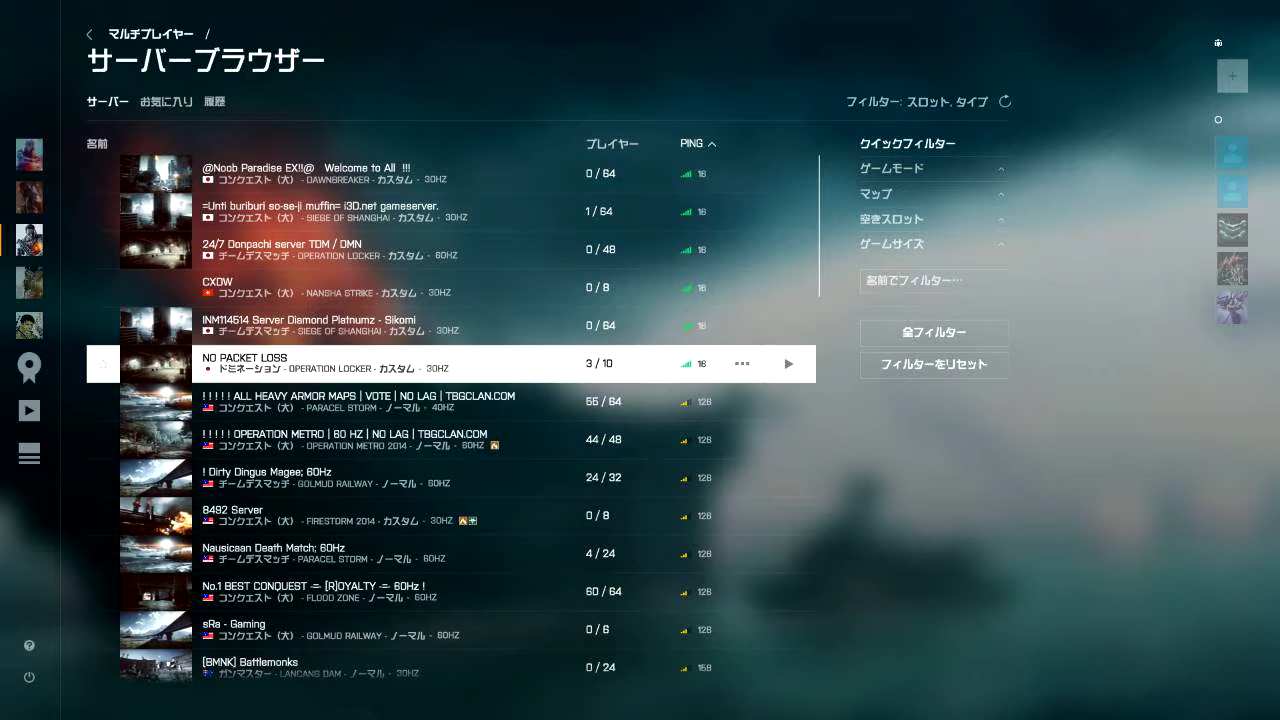 マルチプレイヤー /
サーバーブラウザー
サーバー お気に入り 履歴
フィルター: スロット, タイプ
名前 プレイヤー PING
@Noob Paradise EX!!@ Welcome to All !!!
コンクエスト（大） - DAWNBREAKER - カスタム - 30HZ
0 / 64 16
=Unti buriburi so-se-ji muffin= i3D.net gameserver.
コンクエスト（大） - SIEGE OF SHANGHAI - カスタム - 30HZ
1 / 64 16
24/7 Donpachi server TDM / DMN
チームデスマッチ - OPERATION LOCKER - カスタム - 60HZ
0 / 48 16
CXDW
コンクエスト（大） - NANSHA STRIKE - カスタム - 30HZ
0 / 8 16
INM114514 Server Diamond Platnumz - Sikomi
チームデスマッチ - SIEGE OF SHANGHAI - カスタム - 30HZ
0 / 64 16
NO PACKET LOSS
ドミネーション - OPERATION LOCKER - カスタム - 30HZ
3 / 10 16
! ! ! ! ! ALL HEAVY ARMOR MAPS | VOTE | NO LAG | TBGCLAN.COM
コンクエスト（大） - PARACEL STORM - ノーマル - 40HZ
55 / 64 126
! ! ! ! ! OPERATION METRO | 60 HZ | NO LAG | TBGCLAN.COM
コンクエスト（大） - OPERATION METRO 2014 - ノーマル - 60HZ
44 / 48 126
! Dirty Dingus Magee; 60Hz
チームデスマッチ - GOLMUD RAILWAY - ノーマル - 60HZ
24 / 32 126
8492 Server
コンクエスト（大） - FIRESTORM 2014 - カスタム - 30HZ
0 / 8 126
Nausicaan Death Match; 60Hz
チームデスマッチ - PARACEL STORM - ノーマル - 60HZ
4 / 24 126
No.1 BEST CONQUEST [R]OYALTY 60Hz !
コンクエスト（大） - FLOOD ZONE - ノーマル - 60HZ
60 / 64 126
sRa - Gaming
コンクエスト（大） - GOLMUD RAILWAY - ノーマル - 60HZ
0 / 6 126
[BMNK] Battlemonks
ガンマスター - LANCANG DAM - ノーマル - 30HZ
0 / 24 158
クイックフィルター
ゲームモード
マップ
空きスロット
ゲームサイズ
名前でフィルター…
全フィルター
フィルターをリセット